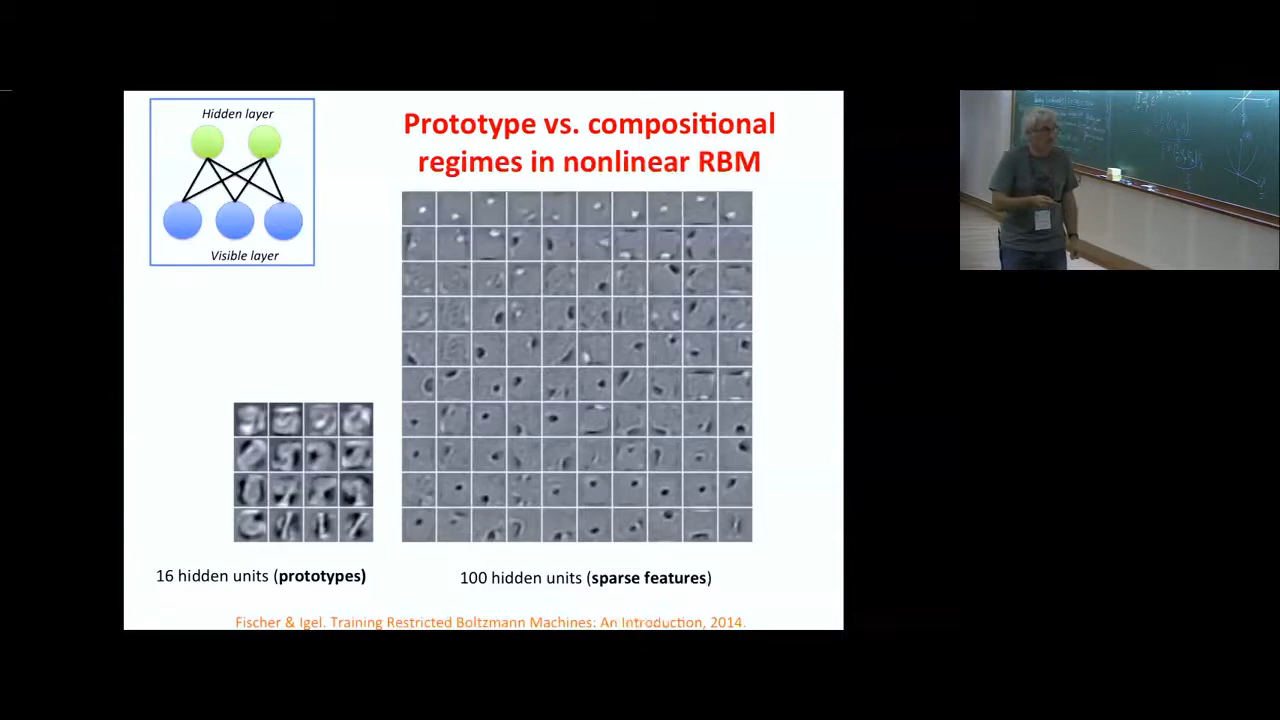 Hidden layer
Visible layer
Prototype vs. compositional
regimes in nonlinear RBM
16 hidden units (prototypes)
100 hidden units (sparse features)
Fischer & Igel. Training Restricted Boltzmann Machines: An Introduction, 2014.